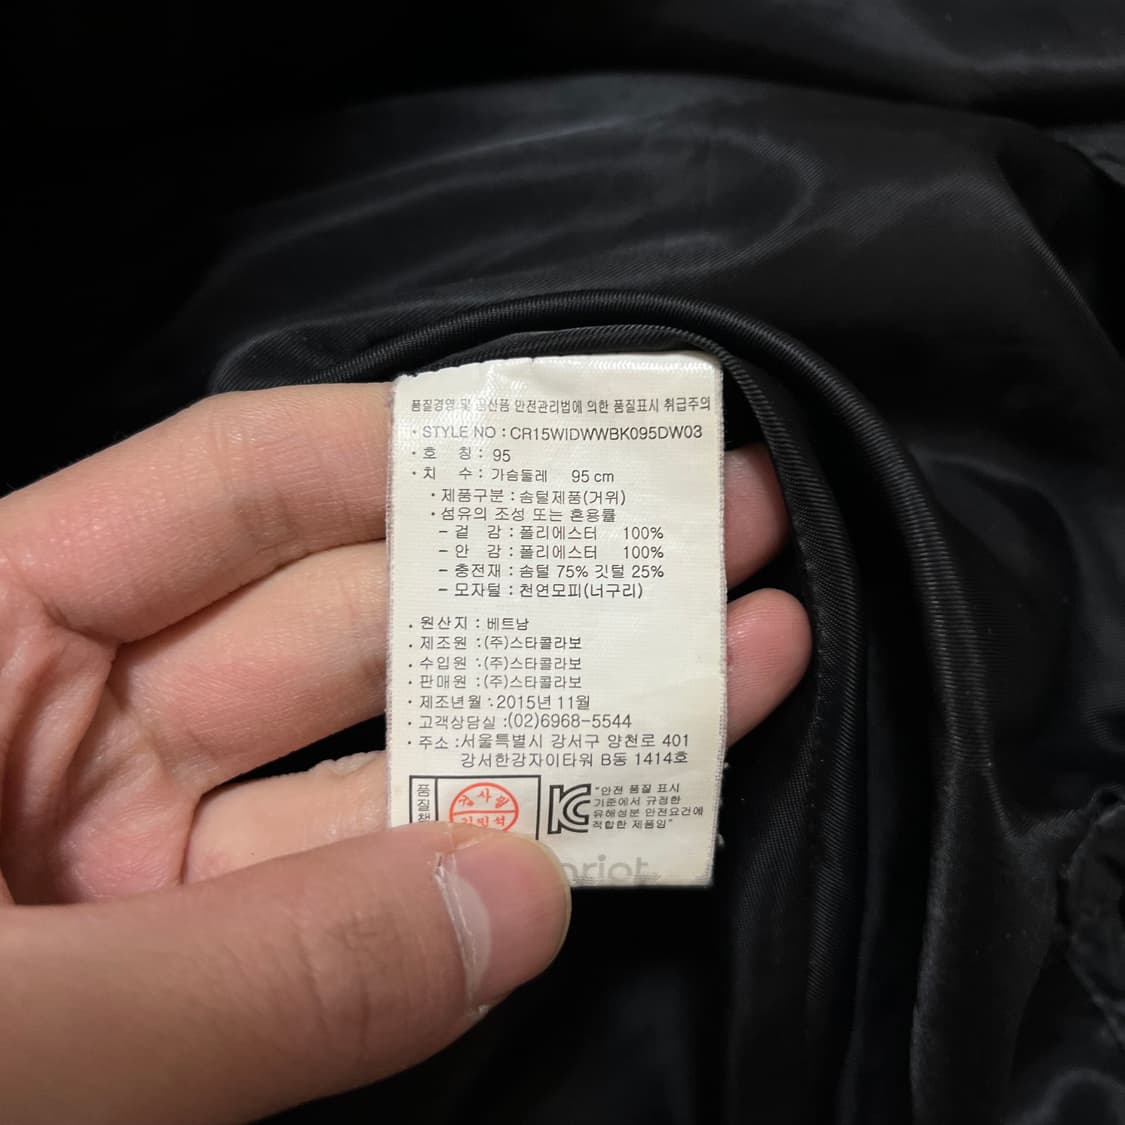 품질경영 및 공산품 안전관리법에 의한 품질표시 취급주의
· STYLE NO : CR15WIDWWBK095DW03
· 호 칭 : 95
· 치 수 : 가슴둘레 95 cm
· 제품구분 : 솜털제품(거위)
· 섬유의 조성 또는 혼용률
- 겉 감 : 폴리에스터 100%
- 안 감 : 폴리에스터 100%
- 충전재 : 솜털 75% 깃털 25%
- 모자털 : 천연모피(너구리)
· 원산지 : 베트남
· 제조원 : (주)스타콜라보
· 수입원 : (주)스타콜라보
· 판매원 : (주)스타콜라보
· 제조년월 : 2015년 11월
· 고객상담실 : (02)6968-5544
· 주소 : 서울특별시 강서구 양천로 401
강서한강자이타워 B동 1414호
품질
검사필
"안전 품질 표시
기준에서 규정한
유해성분 안전요건에
적합한 제품임"